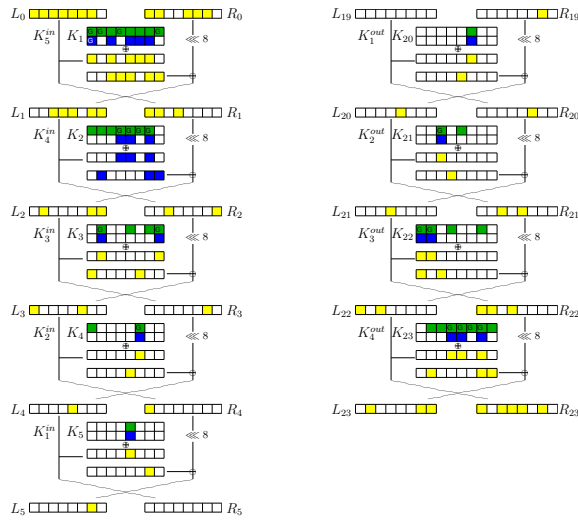 L₀ R₀ L₁₉ R₁₉
K₅ⁱⁿ K₁ ⋘ 8 K₁ᵒᵘᵗ K₂₀ ⋘ 8
G
L₁ R₁ L₂₀ R₂₀
K₄ⁱⁿ K₂ G G G G ⋘ 8 K₂ᵒᵘᵗ K₂₁ G ⋘ 8
L₂ R₂ L₂₁ R₂₁
K₃ⁱⁿ K₃ G G ⋘ 8 K₃ᵒᵘᵗ K₂₂ G G ⋘ 8
L₃ R₃ L₂₂ R₂₂
K₂ⁱⁿ K₄ G ⋘ 8 K₄ᵒᵘᵗ K₂₃ G G G G ⋘ 8
L₄ R₄ L₂₃ R₂₃
K₁ⁱⁿ K₅ ⋘ 8
L₅ R₅